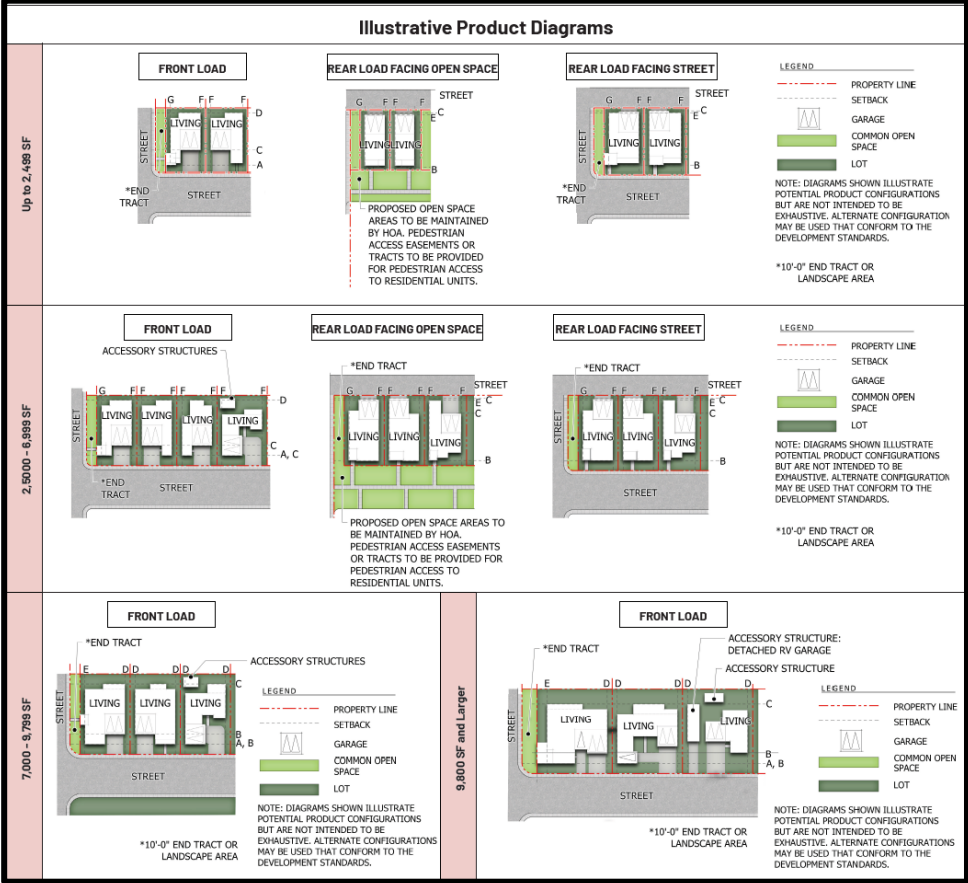 Illustrative Product Diagrams
Up to 2,499 SF
FRONT LOAD
G F F F
D
LIVING LIVING
STREET
C
A
*END
TRACT
STREET
REAR LOAD FACING OPEN SPACE
STREET
G F F F
C
E
LIVING LIVING
B
PROPOSED OPEN SPACE
AREAS TO BE MAINTAINED
BY HOA. PEDESTRIAN
ACCESS EASEMENTS OR
TRACTS TO BE PROVIDED
FOR PEDESTRIAN ACCESS
TO RESIDENTIAL UNITS.
REAR LOAD FACING STREET
STREET
G F F F
C
E
STREET
LIVING LIVING
B
*END
TRACT
STREET
LEGEND
PROPERTY LINE
SETBACK
GARAGE
COMMON OPEN
SPACE
LOT
NOTE: DIAGRAMS SHOWN ILLUSTRATE
POTENTIAL PRODUCT CONFIGURATIONS
BUT ARE NOT INTENDED TO BE
EXHAUSTIVE. ALTERNATE CONFIGURATION
MAY BE USED THAT CONFORM TO THE
DEVELOPMENT STANDARDS.
*10'-0" END TRACT OR
LANDSCAPE AREA
2,5000 - 6,999 SF
FRONT LOAD
ACCESSORY STRUCTURES
G F F F F F F F
D
STREET
LIVING LIVING LIVING LIVING
C
A, C
*END
TRACT
STREET
REAR LOAD FACING OPEN SPACE
*END TRACT
STREET
G F F F F F
E C
C
LIVING LIVING LIVING
B
PROPOSED OPEN SPACE AREAS TO
BE MAINTAINED BY HOA.
PEDESTRIAN ACCESS EASEMENTS
OR TRACTS TO BE PROVIDED FOR
PEDESTRIAN ACCESS TO
RESIDENTIAL UNITS.
REAR LOAD FACING STREET
*END TRACT
STREET
G F F F F F
E C
C
STREET
LIVING LIVING LIVING
B
STREET
LEGEND
PROPERTY LINE
SETBACK
GARAGE
COMMON OPEN
SPACE
LOT
NOTE: DIAGRAMS SHOWN ILLUSTRATE
POTENTIAL PRODUCT CONFIGURATIONS
BUT ARE NOT INTENDED TO BE
EXHAUSTIVE. ALTERNATE CONFIGURATION
MAY BE USED THAT CONFORM TO THE
DEVELOPMENT STANDARDS.
*10'-0" END TRACT OR
LANDSCAPE AREA
7,000 - 9,799 SF
FRONT LOAD
*END TRACT
ACCESSORY STRUCTURES
E D D D D D
C
STREET
LIVING LIVING LIVING
B
A, B
STREET
*10'-0" END TRACT OR
LANDSCAPE AREA
LEGEND
PROPERTY LINE
SETBACK
GARAGE
COMMON OPEN
SPACE
LOT
NOTE: DIAGRAMS SHOWN ILLUSTRATE
POTENTIAL PRODUCT CONFIGURATIONS
BUT ARE NOT INTENDED TO BE
EXHAUSTIVE. ALTERNATE CONFIGURATIONS
MAY BE USED THAT CONFORM TO THE
DEVELOPMENT STANDARDS.
9,800 SF and Larger
FRONT LOAD
*END TRACT
ACCESSORY STRUCTURE:
DETACHED RV GARAGE
ACCESSORY STRUCTURE
E D D D D D
C
STREET
LIVING LIVING LIVING
B
A, B
STREET
*10'-0" END TRACT OR
LANDSCAPE AREA
LEGEND
PROPERTY LINE
SETBACK
GARAGE
COMMON OPEN
SPACE
LOT
NOTE: DIAGRAMS SHOWN ILLUSTRATE
POTENTIAL PRODUCT CONFIGURATIONS
BUT ARE NOT INTENDED TO BE
EXHAUSTIVE. ALTERNATE CONFIGURATIONS
MAY BE USED THAT CONFORM TO THE
DEVELOPMENT STANDARDS.